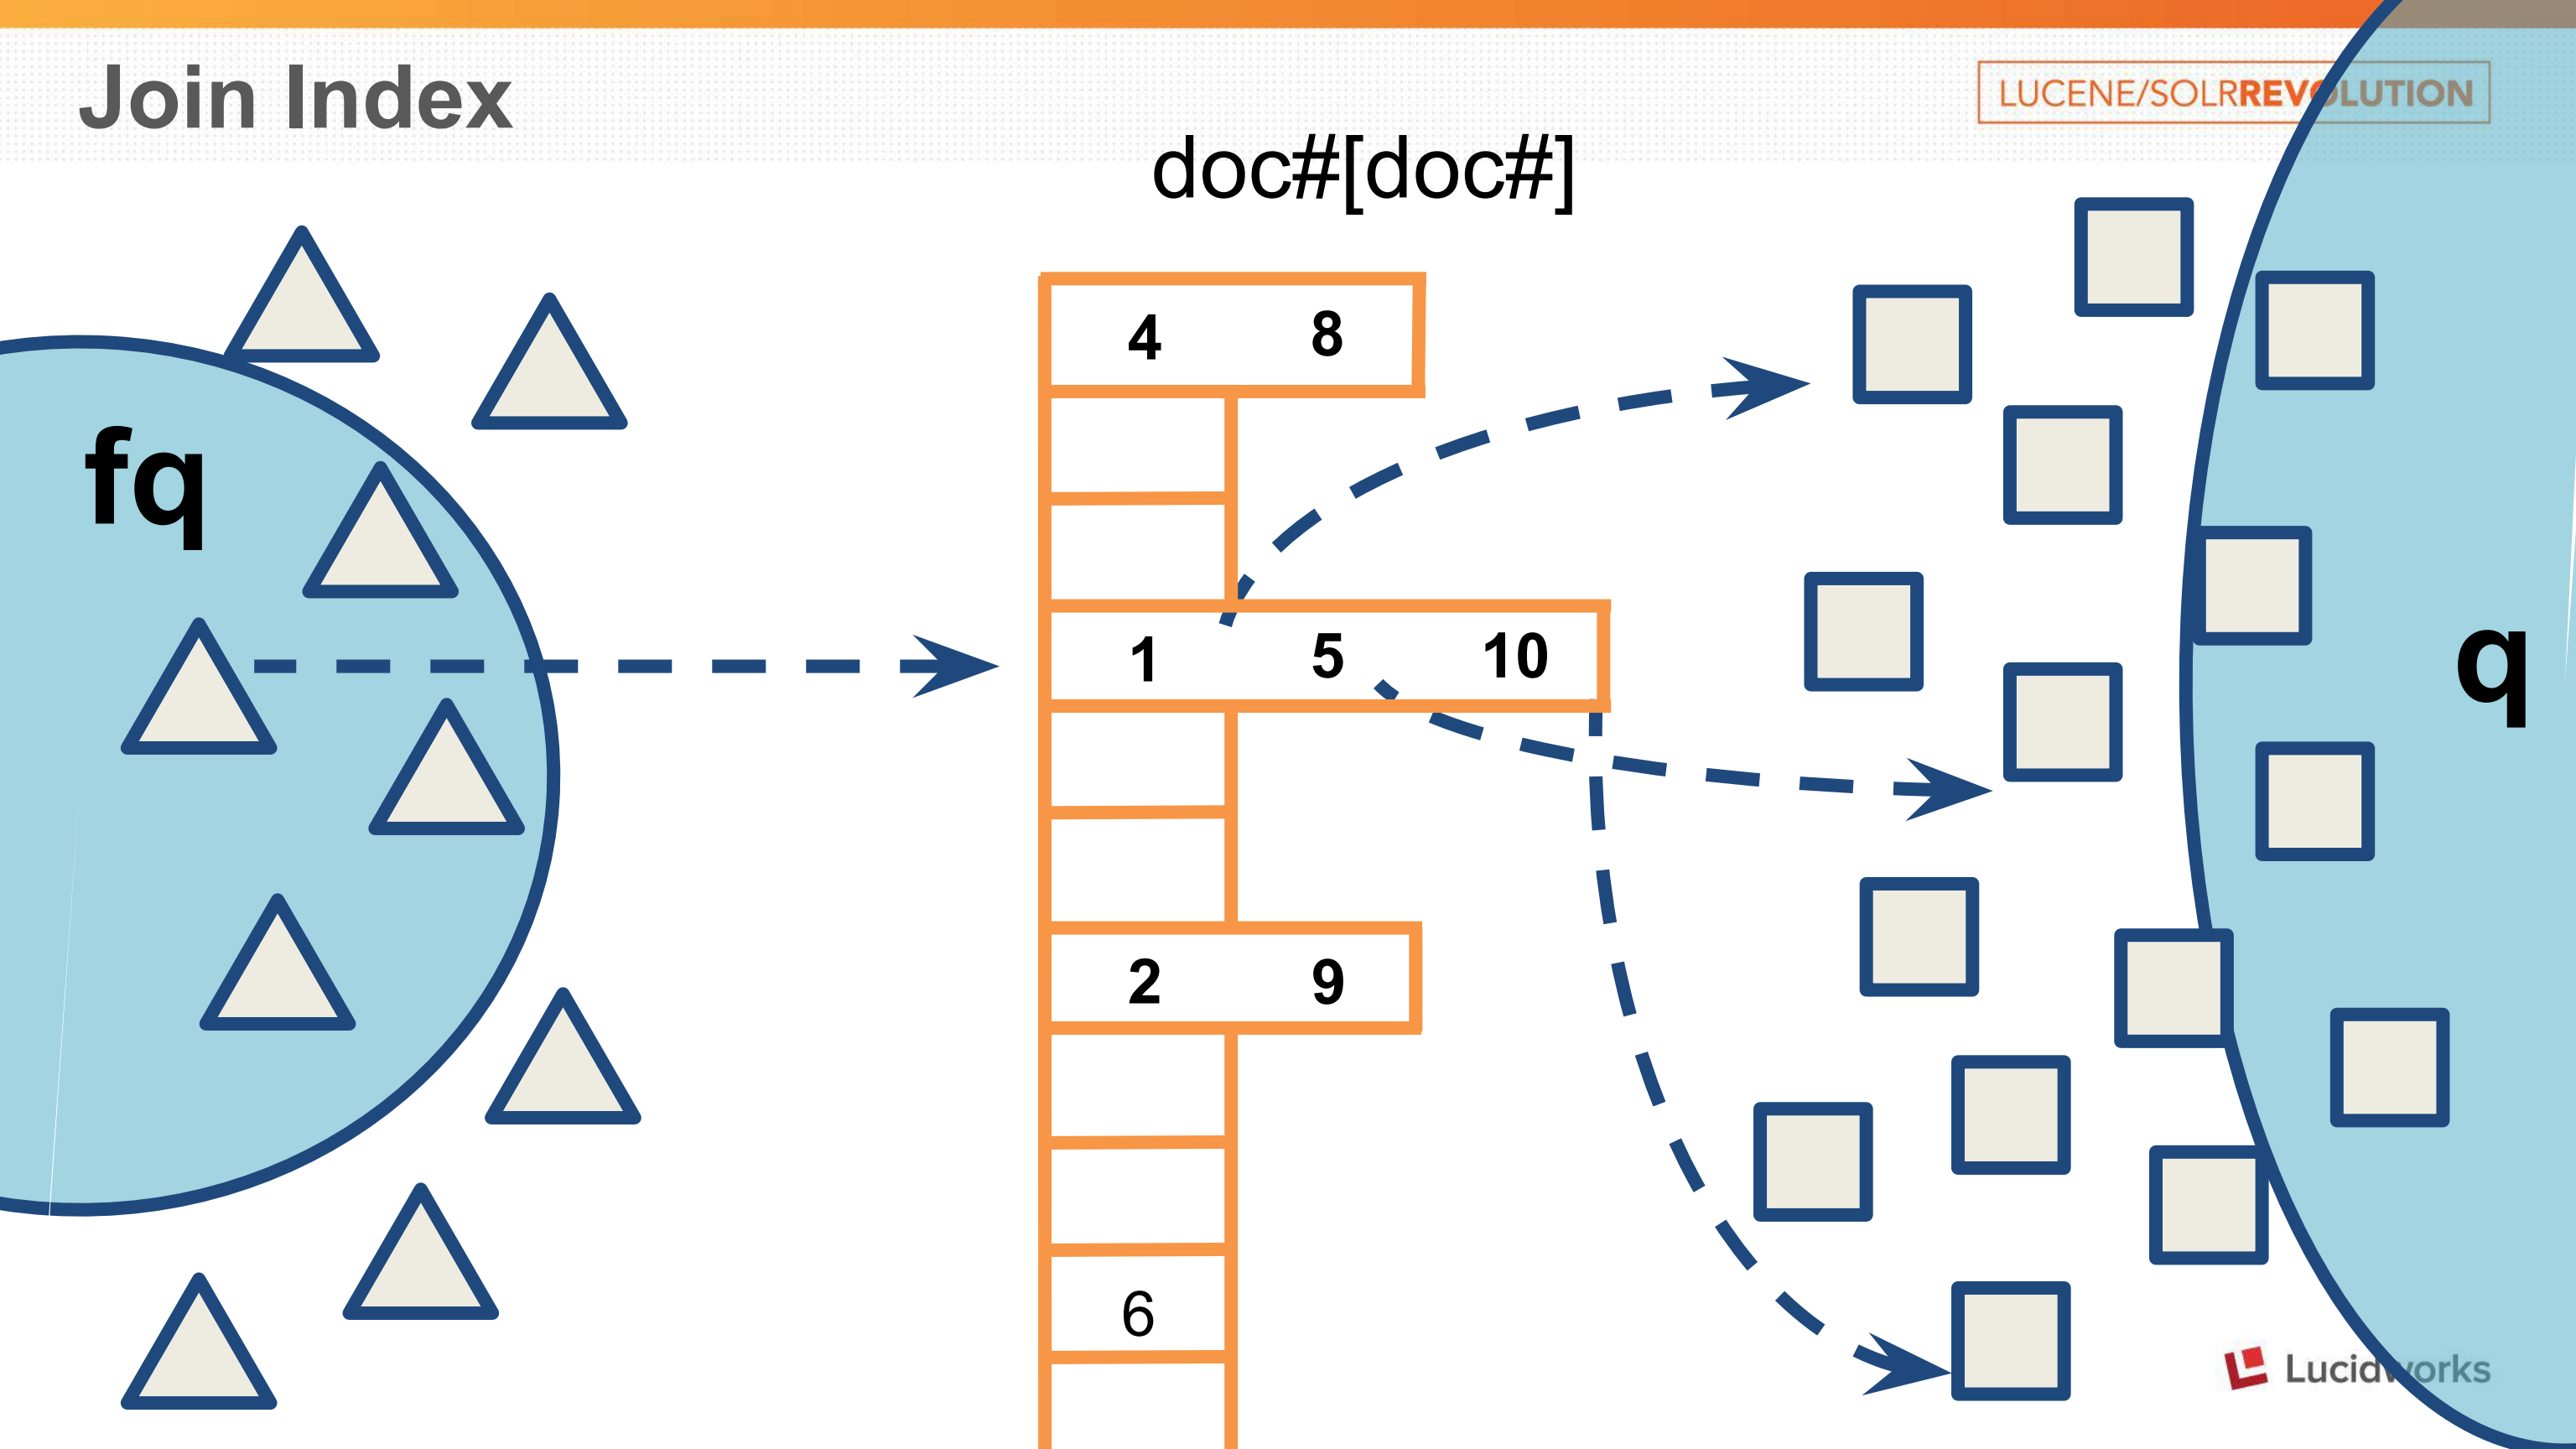 Join Index
LUCENE/SOLRREVOLUTION
doc#[doc#]
4 8
fq
1 5 10
q
2 9
6
Lucidworks